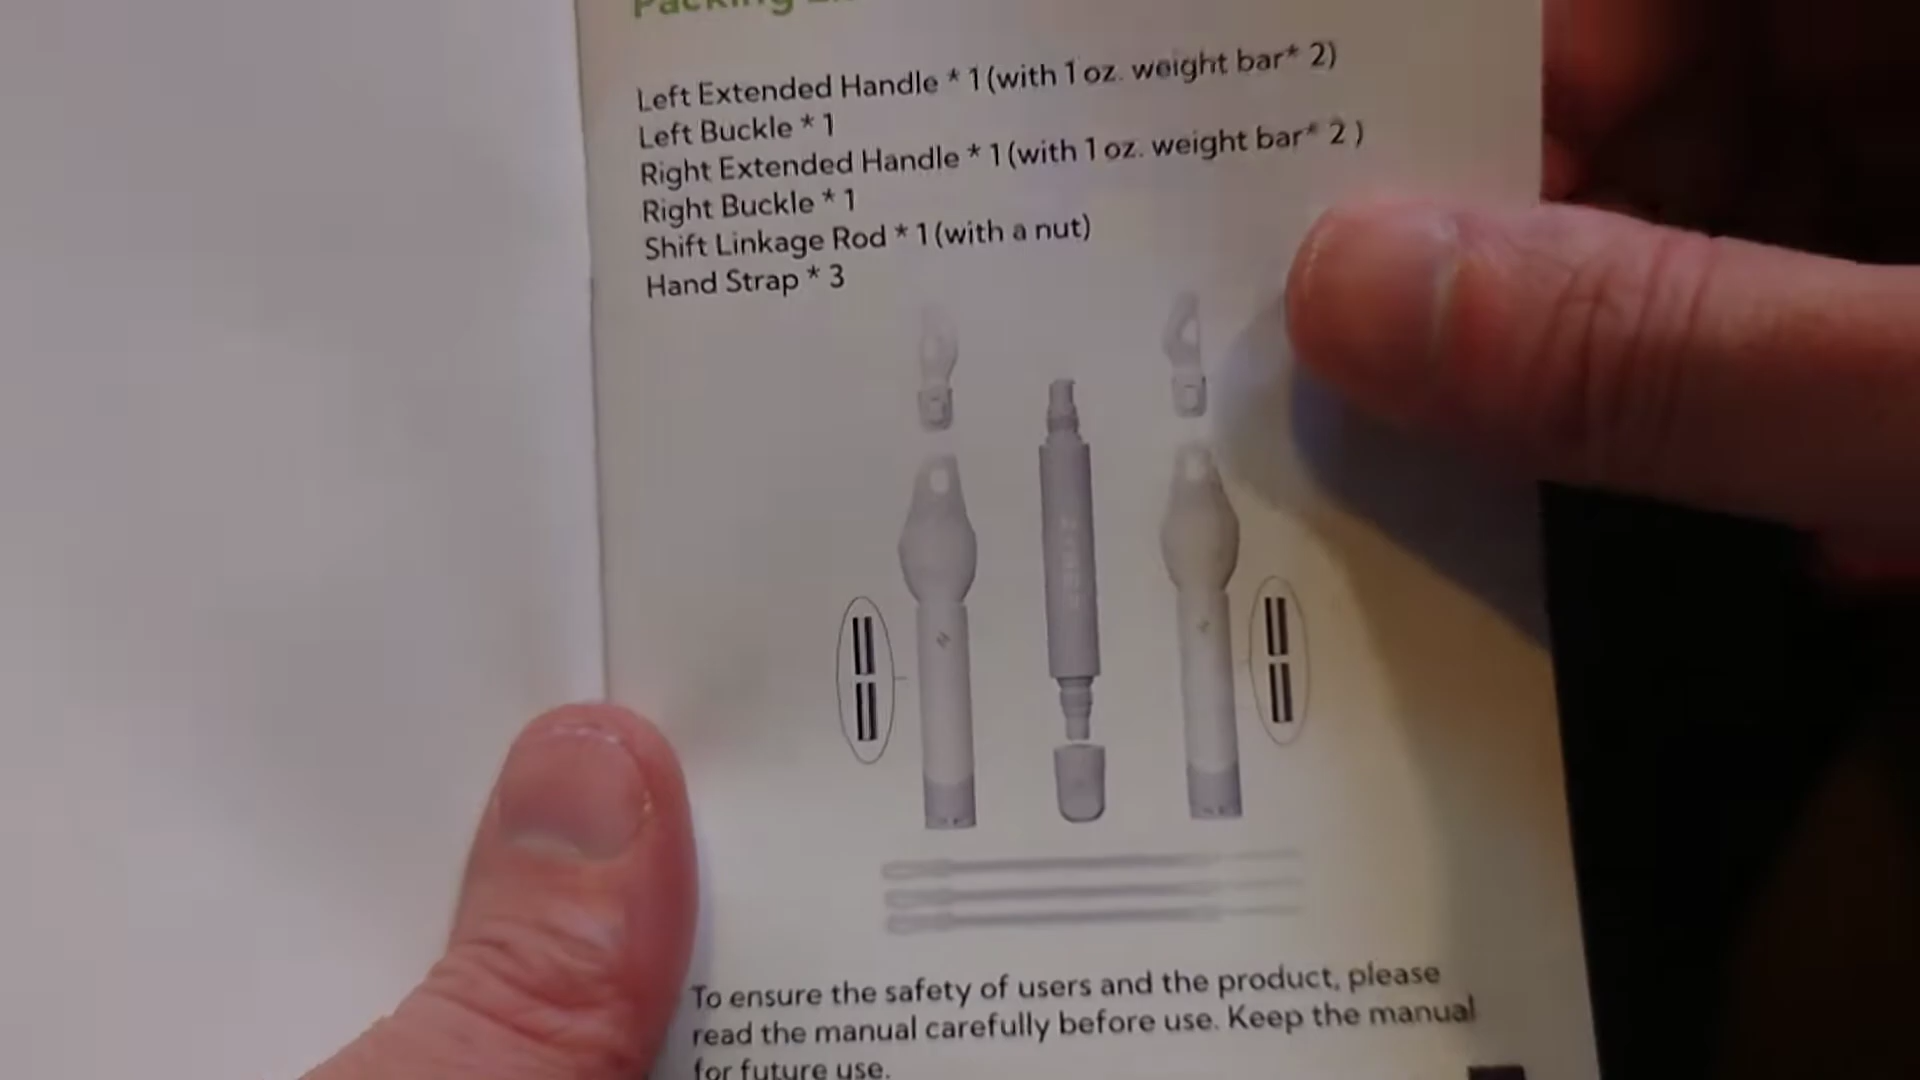 Packing
Left Extended Handle * 1(with 1 oz. weight bar* 2)
Left Buckle * 1
Right Extended Handle * 1(with 1 oz. weight bar* 2 )
Right Buckle * 1
Shift Linkage Rod * 1(with a nut)
Hand Strap * 3
To ensure the safety of users and the product, please
read the manual carefully before use. Keep the manual
for future use.